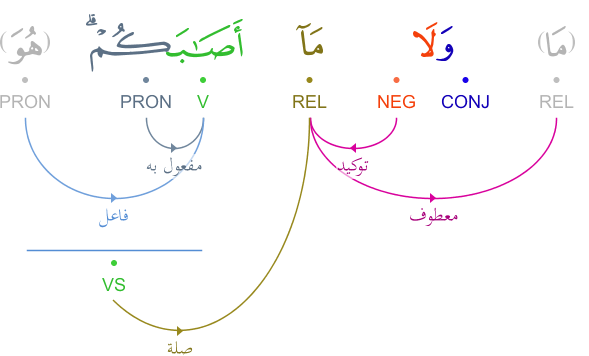 (مَا) وَلَا مَآ أَصَـٰبَكُمْ ۗ (هُوَ)
REL CONJ NEG REL V PRON PRON
توكيد مفعول به
معطوف فاعل
VS
صلة